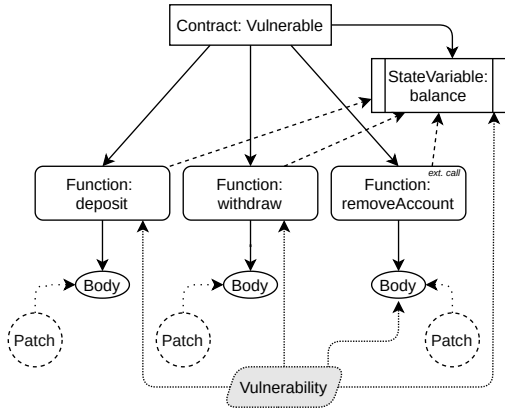 Contract: Vulnerable
StateVariable:
balance
ext. call
Function:
deposit
Function:
withdraw
Function:
removeAccount
Body
Body
Body
Patch
Patch
Patch
Vulnerability